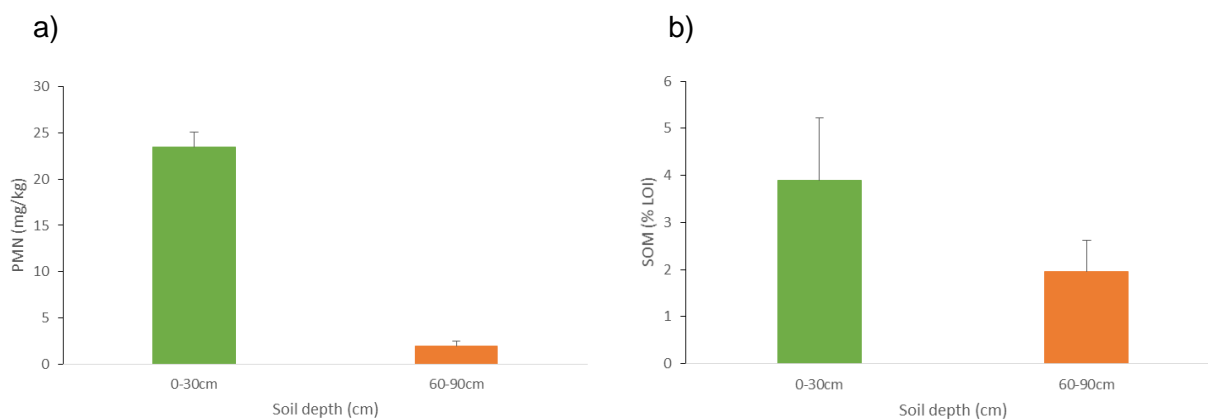 a)
PMN (mg/kg)
30
25
20
15
10
5
0
0-30cm
60-90cm
Soil depth (cm)
b)
SOM (% LOI)
6
5
4
3
2
1
0
0-30cm
60-90cm
Soil depth (cm)